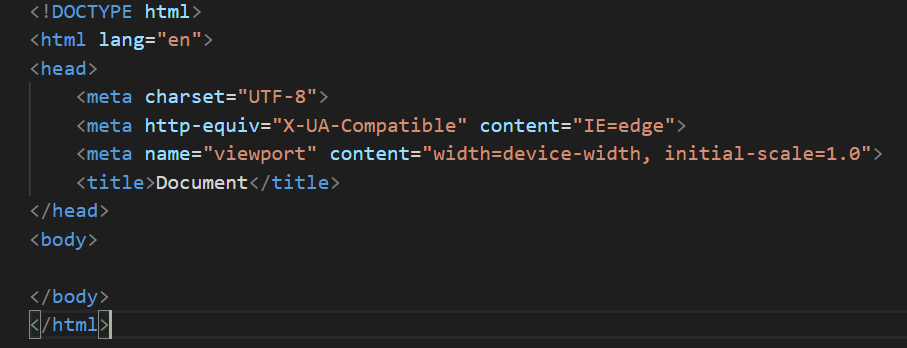 <!DOCTYPE html>
<html lang="en">
<head>
    <meta charset="UTF-8">
    <meta http-equiv="X-UA-Compatible" content="IE=edge">
    <meta name="viewport" content="width=device-width, initial-scale=1.0">
    <title>Document</title>
</head>
<body>

</body>
</html>